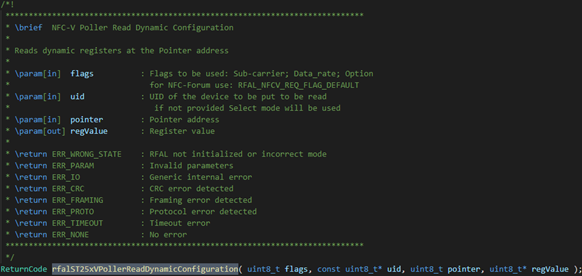 /*!
*****************************************************************************
* \brief  NFC-V Poller Read Dynamic Configuration
*
* Reads dynamic registers at the Pointer address
*
* \param[in]  flags          : Flags to be used: Sub-carrier; Data_rate; Option
*                              for NFC-Forum use: RFAL_NFCV_REQ_FLAG_DEFAULT
* \param[in]  uid            : UID of the device to be put to be read
*                               if not provided Select mode will be used
* \param[in]  pointer        : Pointer address
* \param[out] regValue       : Register value
*
* \return ERR_WRONG_STATE    : RFAL not initialized or incorrect mode
* \return ERR_PARAM          : Invalid parameters
* \return ERR_IO             : Generic internal error
* \return ERR_CRC            : CRC error detected
* \return ERR_FRAMING        : Framing error detected
* \return ERR_PROTO          : Protocol error detected
* \return ERR_TIMEOUT        : Timeout error
* \return ERR_NONE           : No error
*****************************************************************************
*/
ReturnCode rfalST25xVPollerReadDynamicConfiguration( uint8_t flags, const uint8_t* uid, uint8_t pointer, uint8_t* regValue );